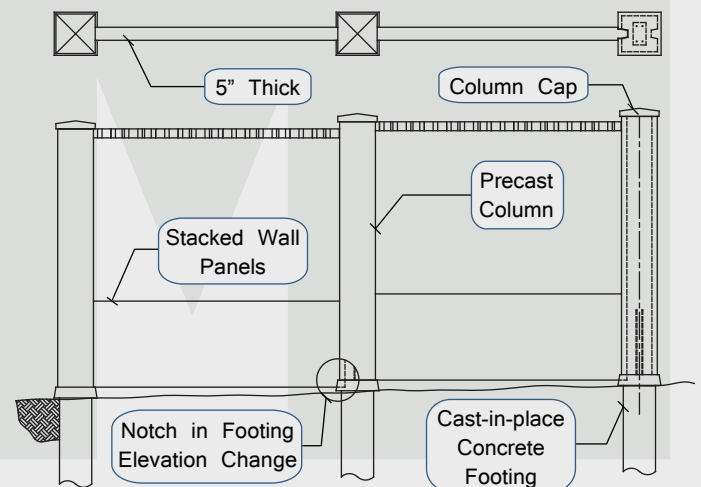 5” Thick
Column Cap
Precast
Column
Stacked Wall
Panels
Notch in Footing
Elevation Change
Cast-in-place
Concrete
Footing